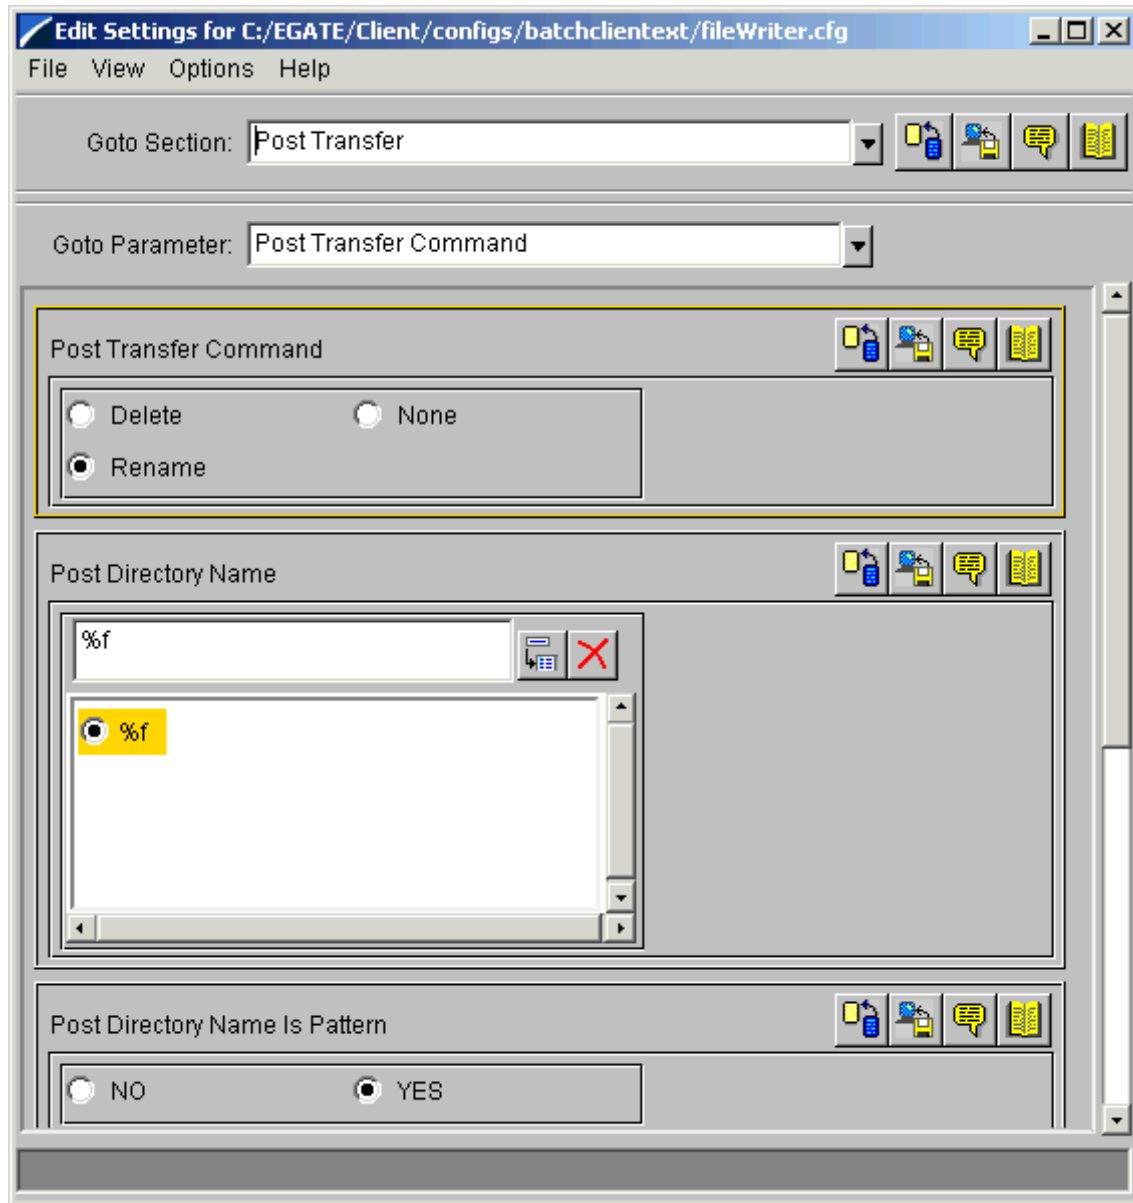 Edit Settings for C:/EGATE/Client/configs/batchclientext/fileWriter.cfg
File View Options Help
Goto Section: Post Transfer
Goto Parameter: Post Transfer Command
Post Transfer Command
Delete None
Rename
Post Directory Name
%f
%f
Post Directory Name Is Pattern
NO YES